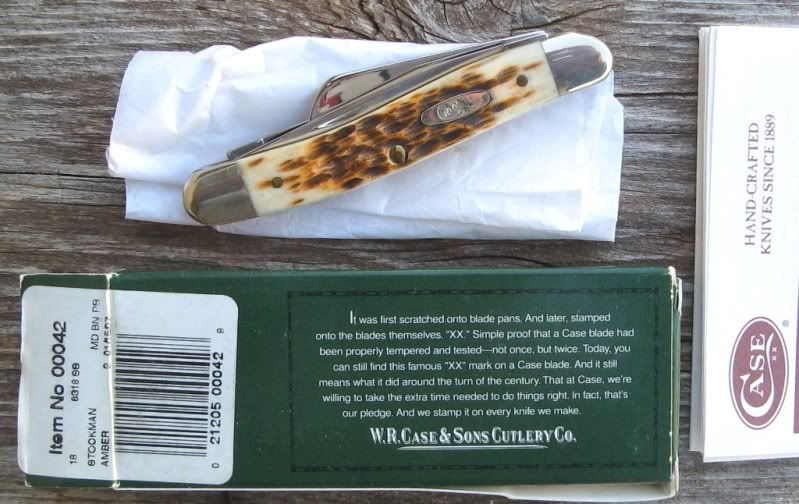 HAND-CRAFTED
KNIVES SINCE 1889
CASE
XX
®
It was first scratched onto blade pans. And later, stamped
onto the blades themselves. "XX." Simple proof that a Case blade had
been properly tempered and tested—not once, but twice. Today, you
can still find this famous "XX" mark on a Case blade. And it still
means what it did around the turn of the century. That at Case, we're
willing to take the extra time needed to do things right. In fact, that's
our pledge. And we stamp it on every knife we make.
W.R. CASE & SONS CUTLERY CO.
Item No 00042
6318 SS
MD BN PB
18
STOCKMAN
AMBER
0 21205 00042 8